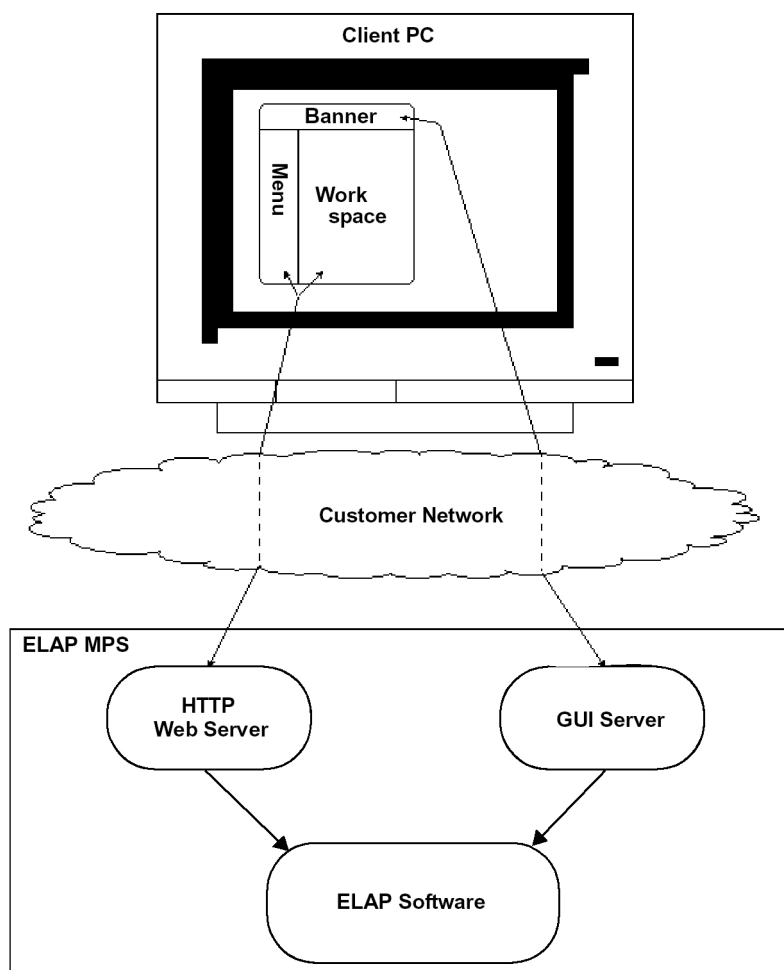 Client PC
Banner
Menu
Work
space
Customer Network
ELAP MPS
HTTP
Web Server
GUI Server
ELAP Software